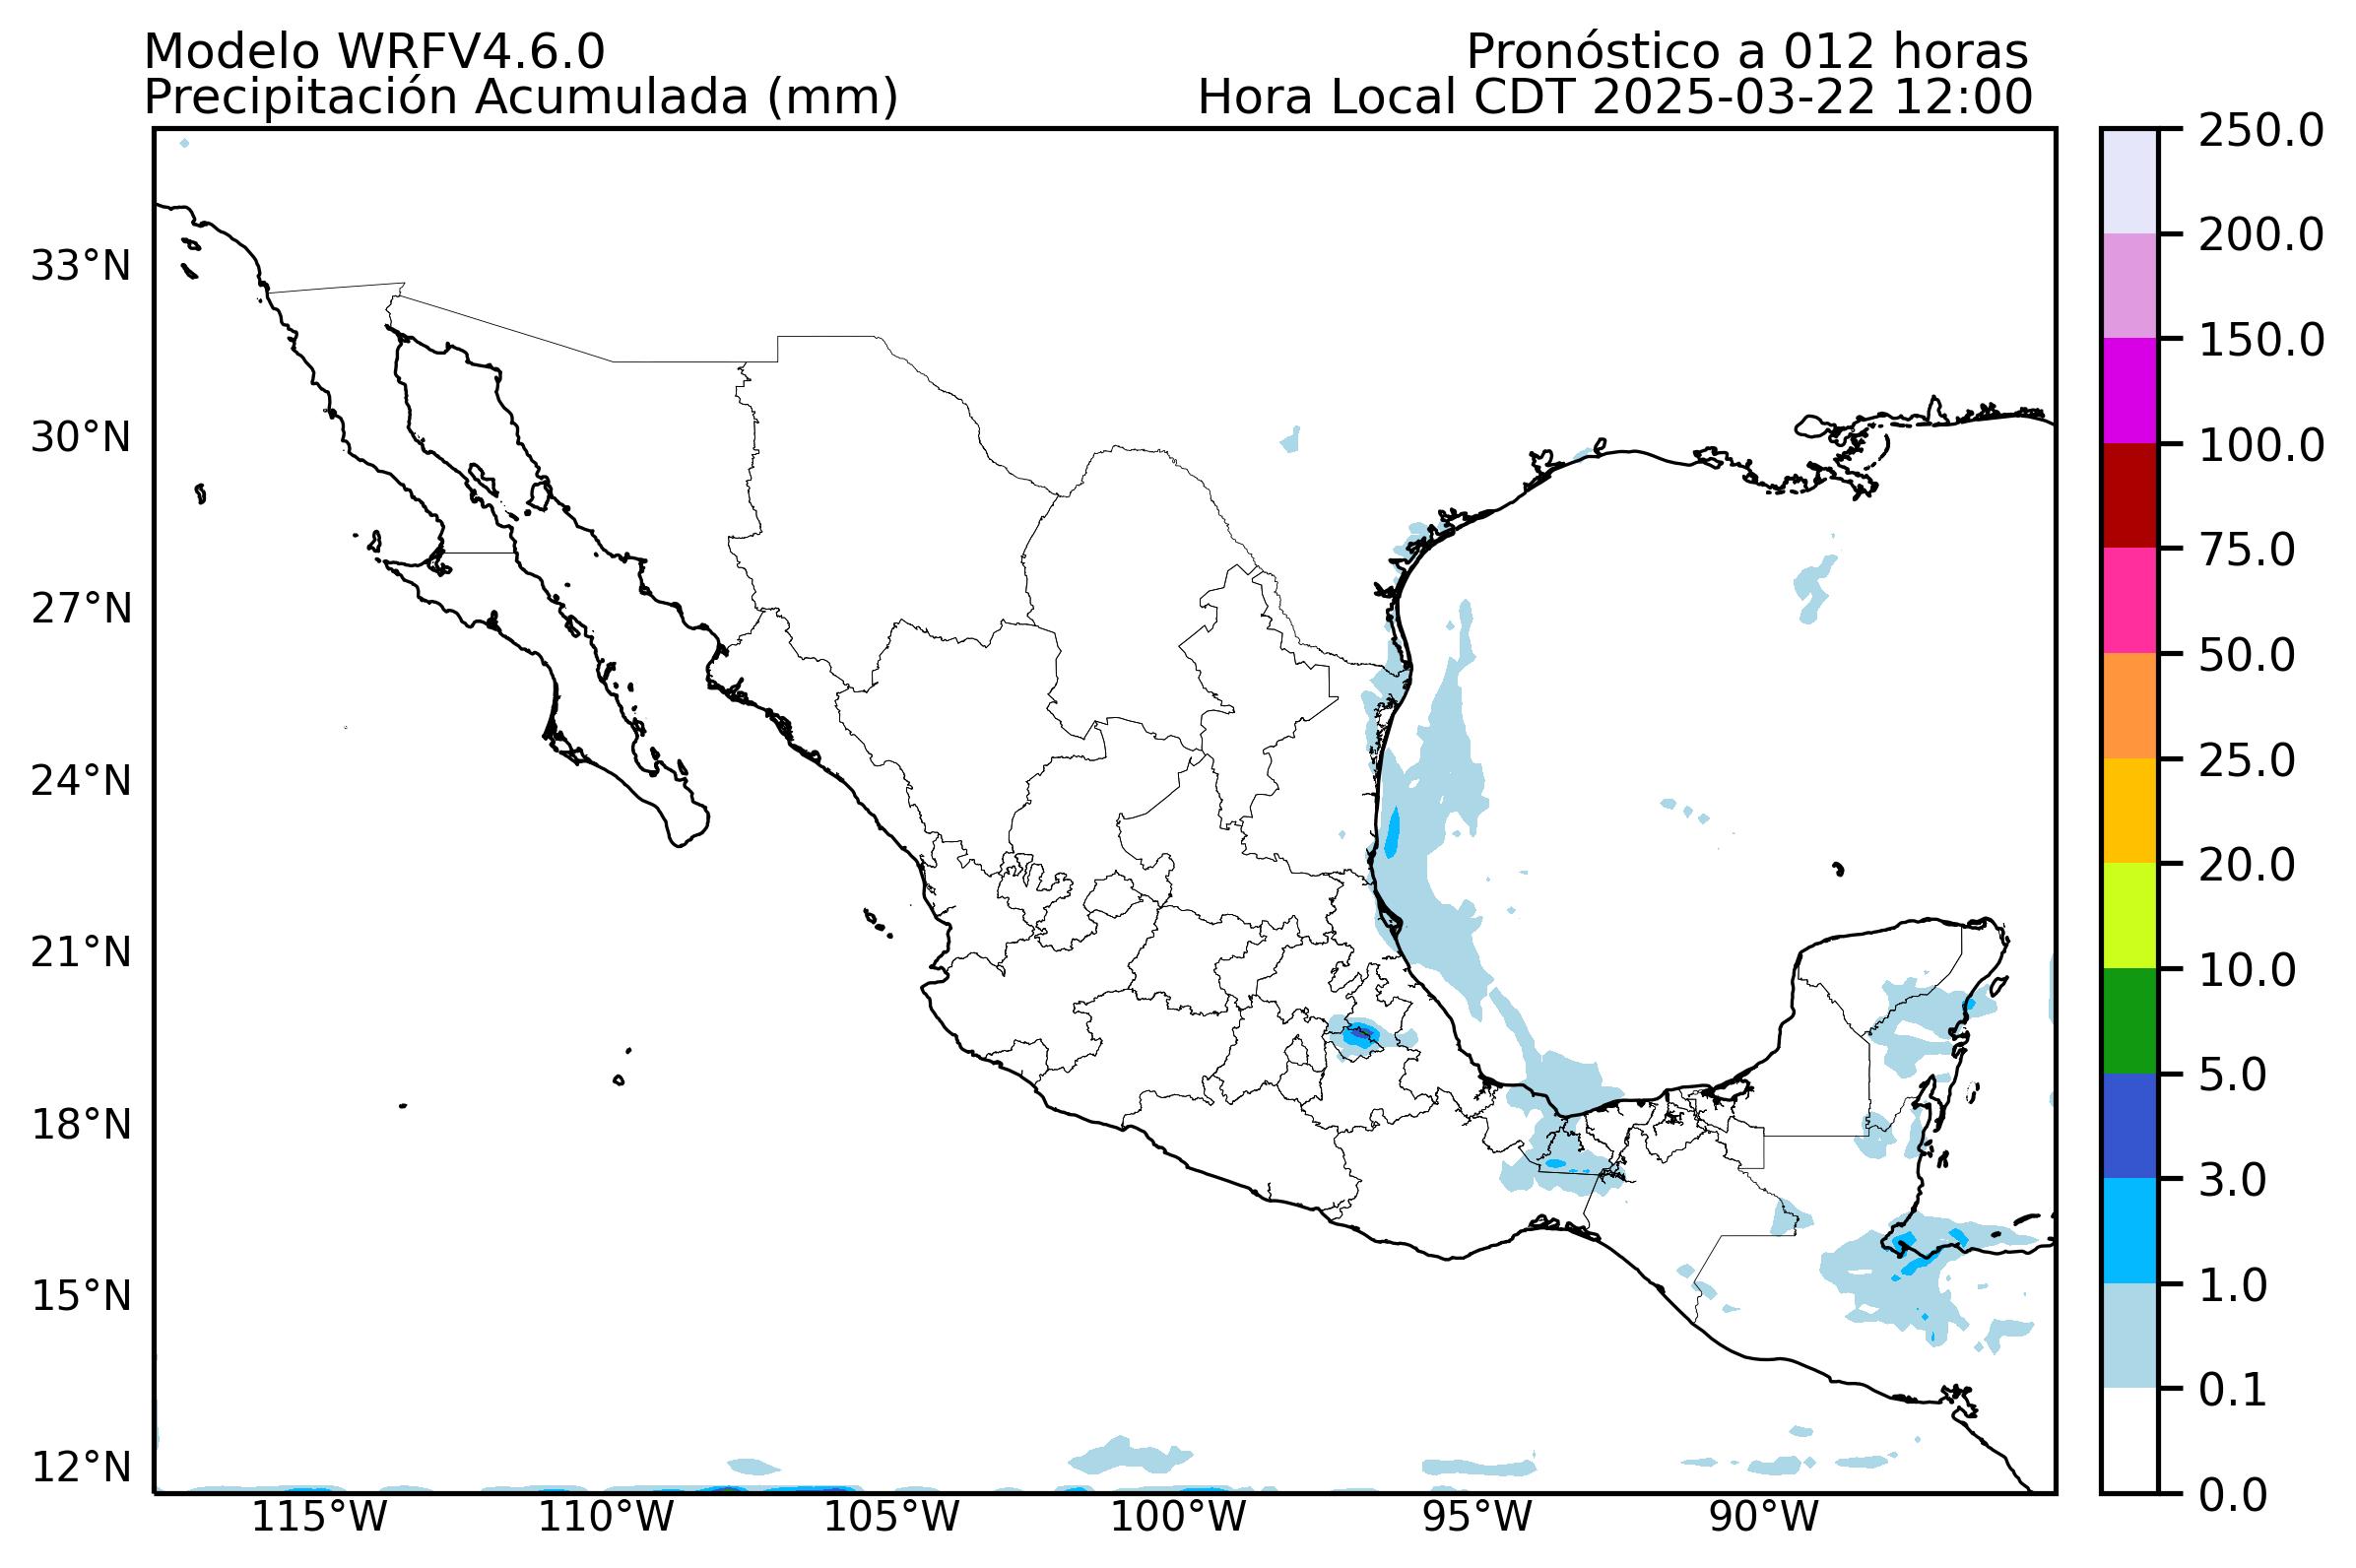 Modelo WRFV4.6.0
Pronóstico a 012 horas
Precipitación Acumulada (mm)
Hora Local CDT 2025-03-22 12:00
33°N
30°N
27°N
24°N
21°N
18°N
15°N
12°N
115°W
110°W
105°W
100°W
95°W
90°W
250.0
200.0
150.0
100.0
75.0
50.0
25.0
20.0
10.0
5.0
3.0
1.0
0.1
0.0